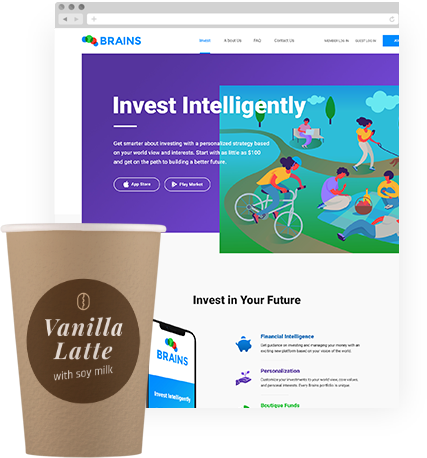 BRAINS
Invest
About Us
FAQ
Contact Us
MEMBER LOG IN
GUEST LOGIN
Invest Intelligently
Get smarter about investing with a personalized strategy based
on your world view and interests. Start with as little as $100
and get on the path to building a better future.
App Store
Play Market
Invest in Your Future
BRAINS
Invest Intelligently
Financial Intelligence
Get guidance on investing and managing your money with an
exciting new platform based on your vision of the world.
Personalization
Customize your investments to your world view, core values
and personal interests. Every Brains portfolio is unique.
Boutique Funds
Vanilla
Latte
with soy milk